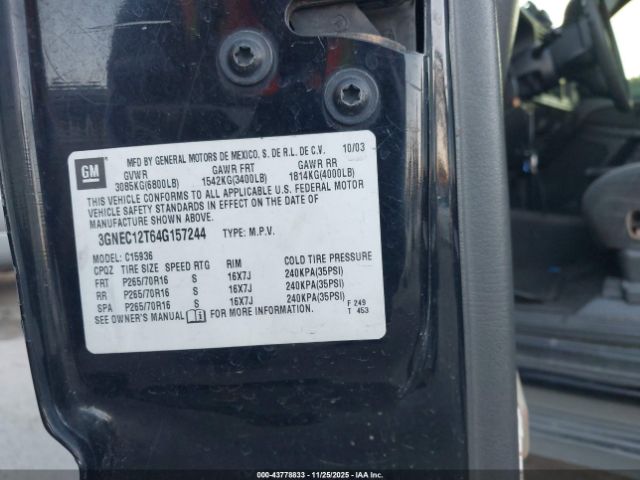 GM
MFD BY GENERAL MOTORS DE MEXICO, S. DE R.L. DE C.V. 10/03
GVWR GAWR FRT GAWR RR
3085KG(6800LB) 1542KG(3400LB) 1814KG(4000LB)
THIS VEHICLE CONFORMS TO ALL APPLICABLE U.S. FEDERAL MOTOR
VEHICLE SAFETY STANDARDS IN EFFECT ON THE DATE OF
MANUFACTURE SHOWN ABOVE.
3GNEC12T64G157244 TYPE: M.P.V.
MODEL: C15936
CPQZ TIRE SIZE SPEED RTG RIM COLD TIRE PRESSURE
FRT P265/70R16 S 16X7J 240KPA(35PSI)
RR P265/70R16 S 16X7J 240KPA(35PSI)
SPA P265/70R16 S 16X7J 240KPA(35PSI)
SEE OWNER'S MANUAL FOR MORE INFORMATION.
F 249
T 453
© 000-43778833 - 11/25/2025 - IAA, Inc.